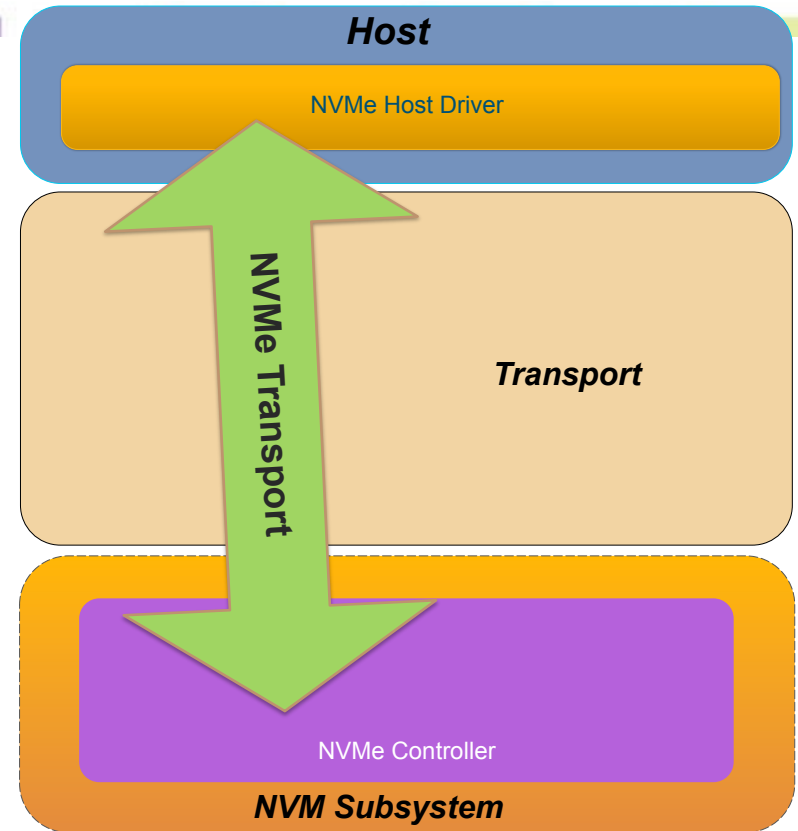 Host
NVMe Host Driver
NVMe Transport
Transport
NVMe Controller
NVM Subsystem